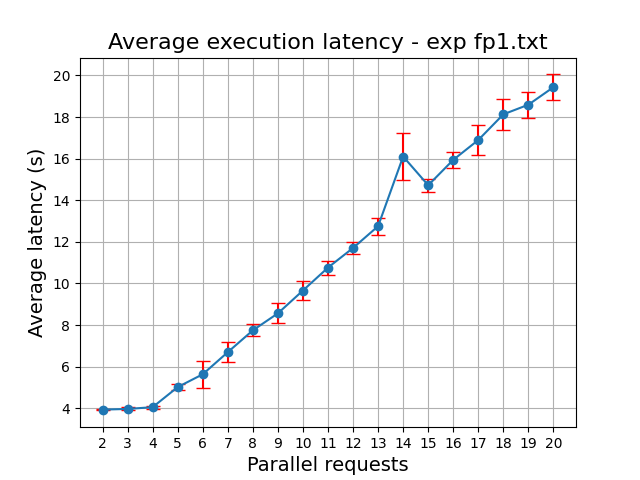 Average execution latency - exp fp1.txt
Average latency (s)
20
18
16
14
12
10
8
6
4
2 3 4 5 6 7 8 9 10 11 12 13 14 15 16 17 18 19 20
Parallel requests